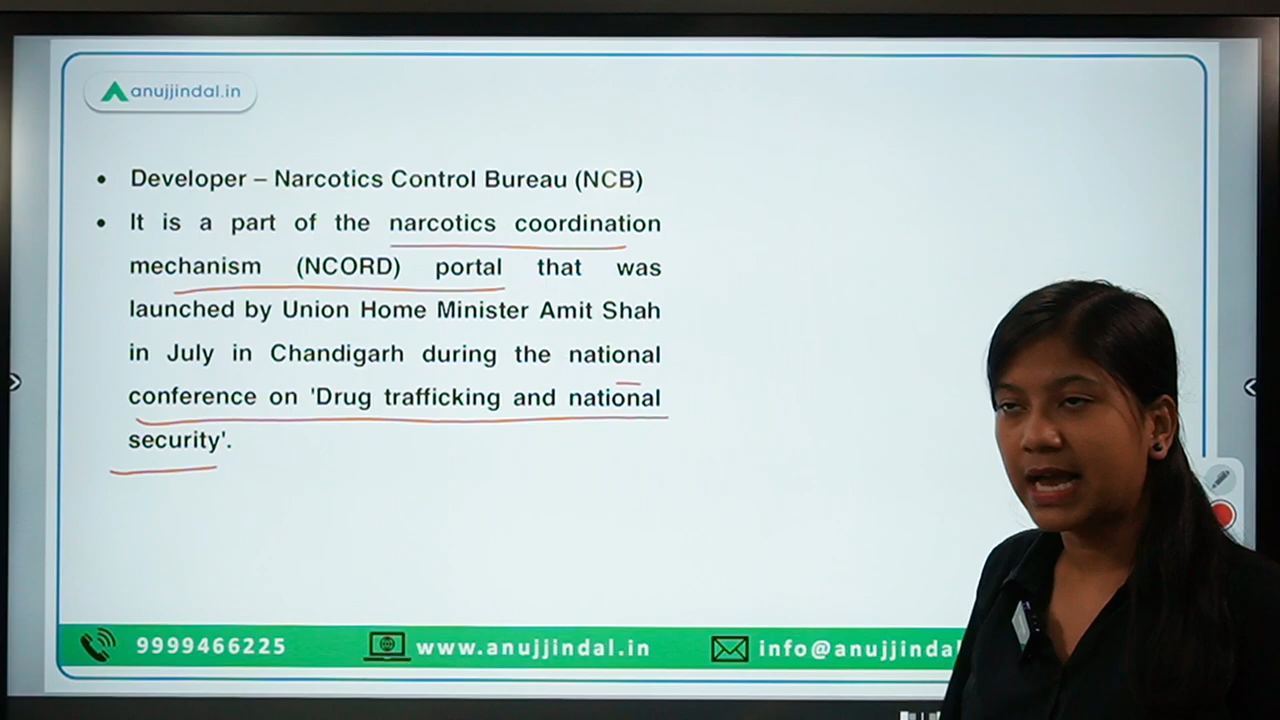 anujjindal.in
• Developer – Narcotics Control Bureau (NCB)
• It is a part of the narcotics coordination
mechanism (NCORD) portal that was
launched by Union Home Minister Amit Shah
in July in Chandigarh during the national
conference on 'Drug trafficking and national
security'.
9999466225 www.anujjindal.in info@anujjindal